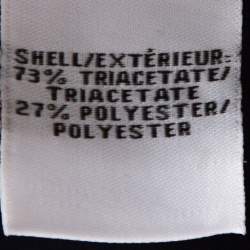 SHELL/EXTÉRIEUR:
73% TRIACETATE/
TRIACETATE
27% POLYESTER/
POLYESTER